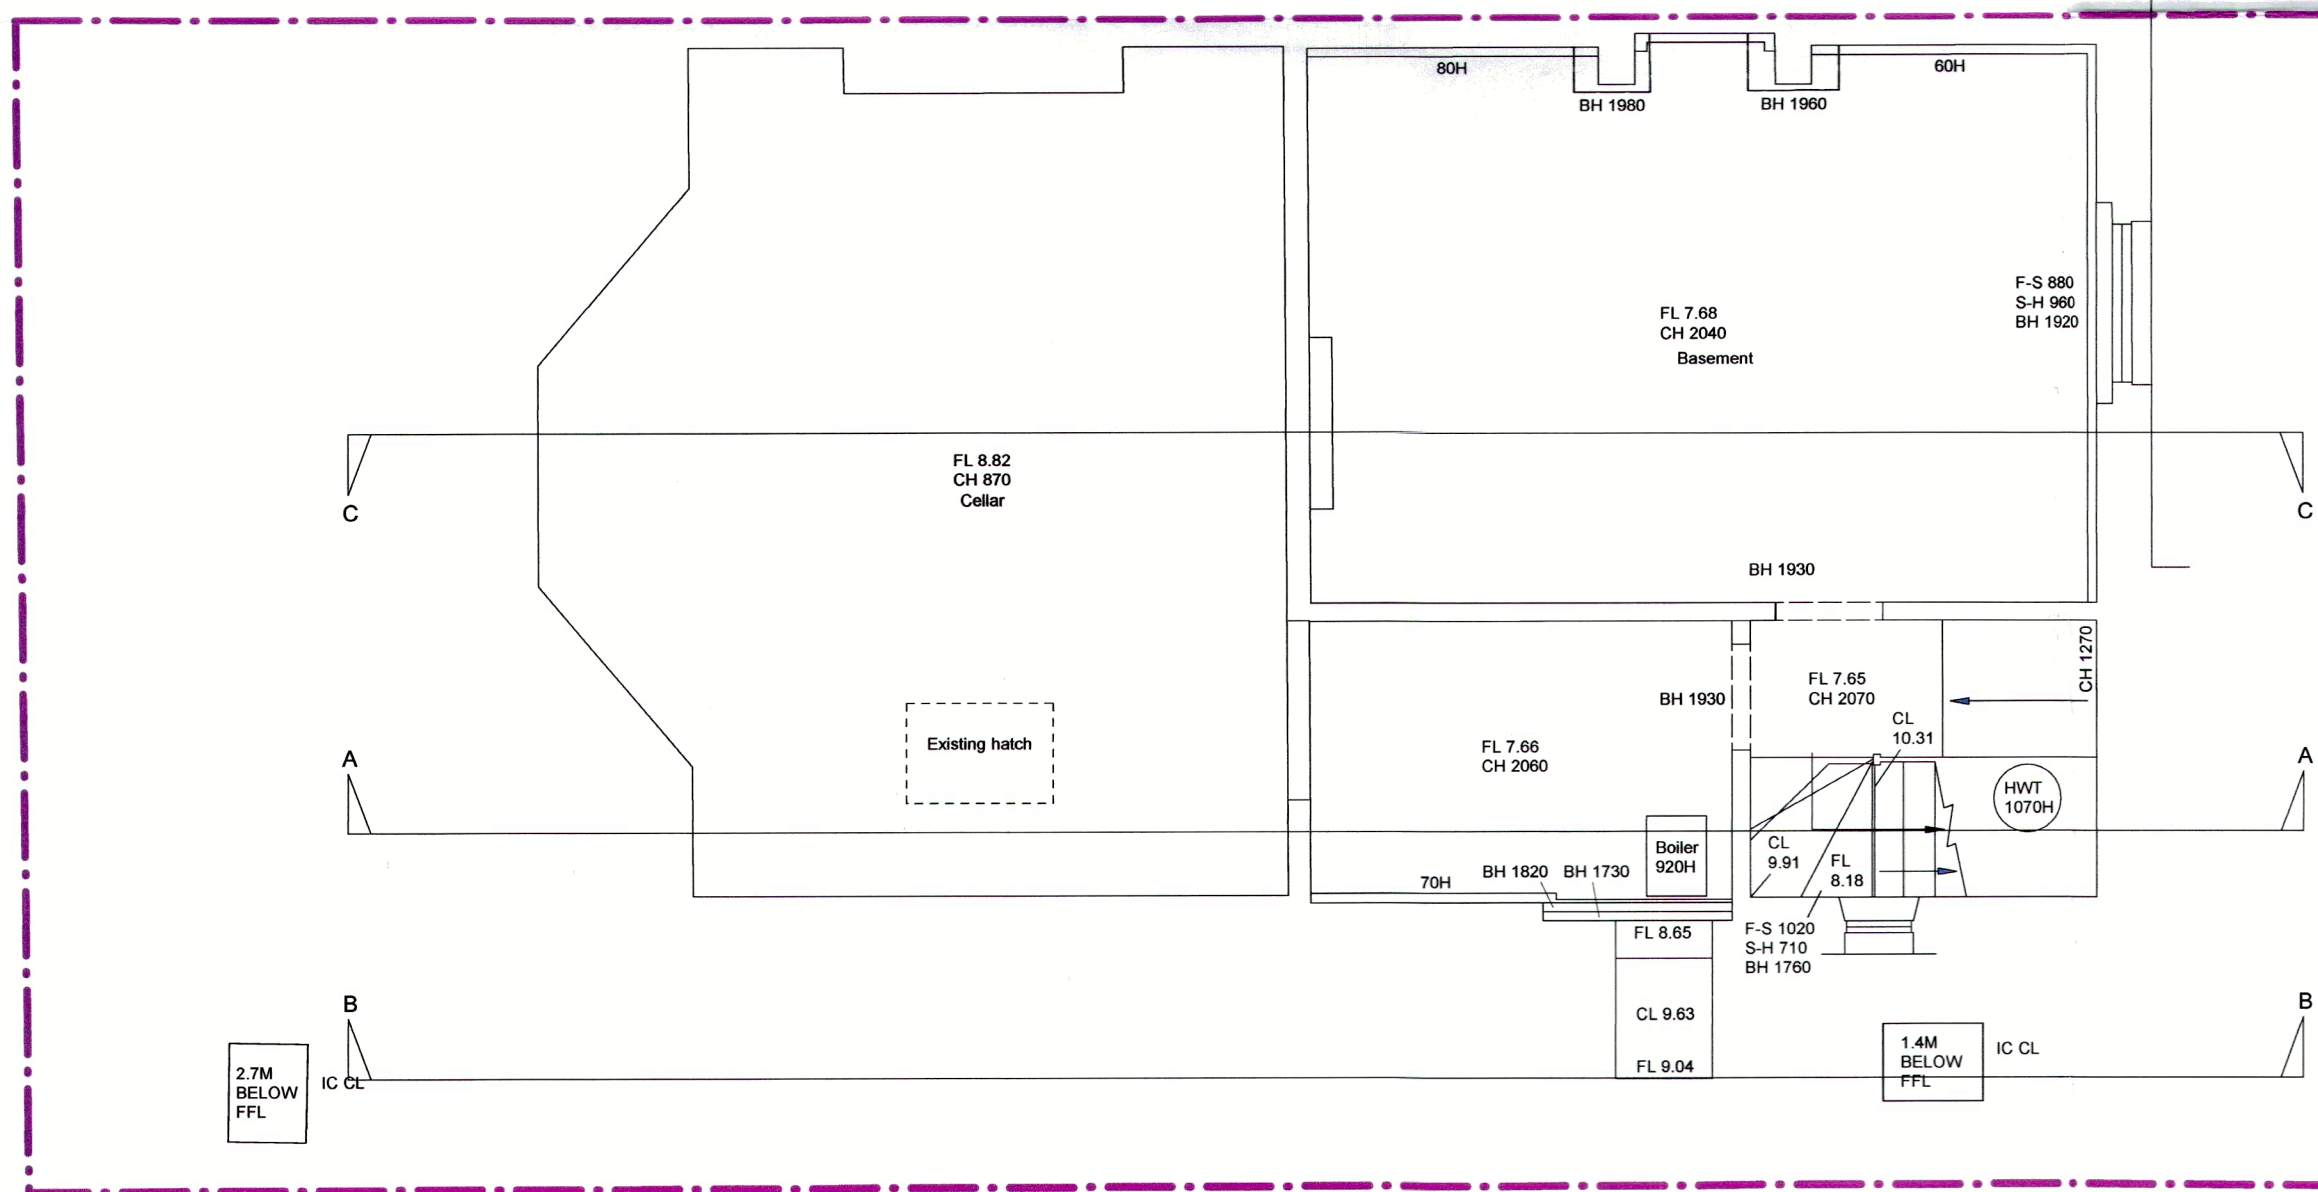 80H
60H
BH 1980
BH 1960
F-S 880
S-H 960
BH 1920
FL 7.68
CH 2040
Basement
FL 8.82
CH 870
Cellar
C
C
BH 1930
CH 1270
FL 7.65
CH 2070
BH 1930
CL
10.31
Existing hatch
FL 7.66
CH 2060
A
A
HWT
1070H
Boiler
920H
CL
9.91
FL
8.18
70H
BH 1820
BH 1730
FL 8.65
F-S 1020
S-H 710
BH 1760
B
B
CL 9.63
FL 9.04
2.7M
BELOW
FFL
IC CL
1.4M
BELOW
FFL
IC CL